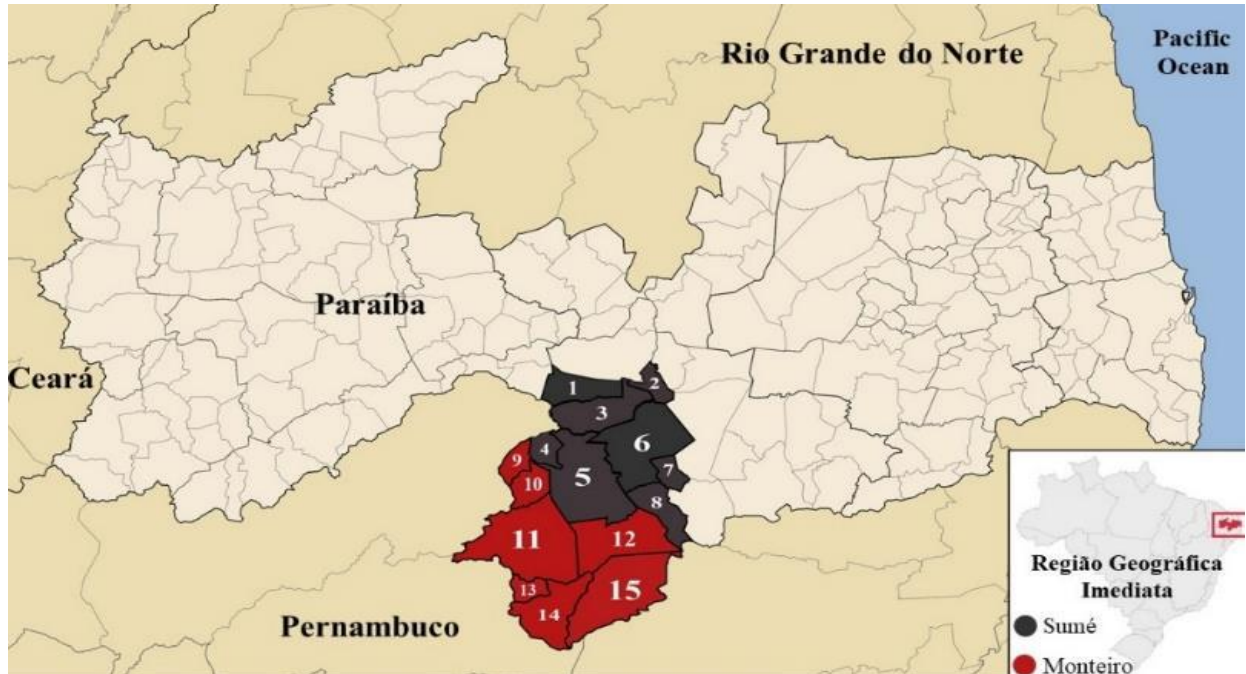 Rio Grande do Norte
Pacific
Ocean
Paraíba
Ceará
1
2
3
4
5
6
7
8
9
10
11
12
13
14
15
Pernambuco
Região Geográfica
Imediata
Sumé
Monteiro